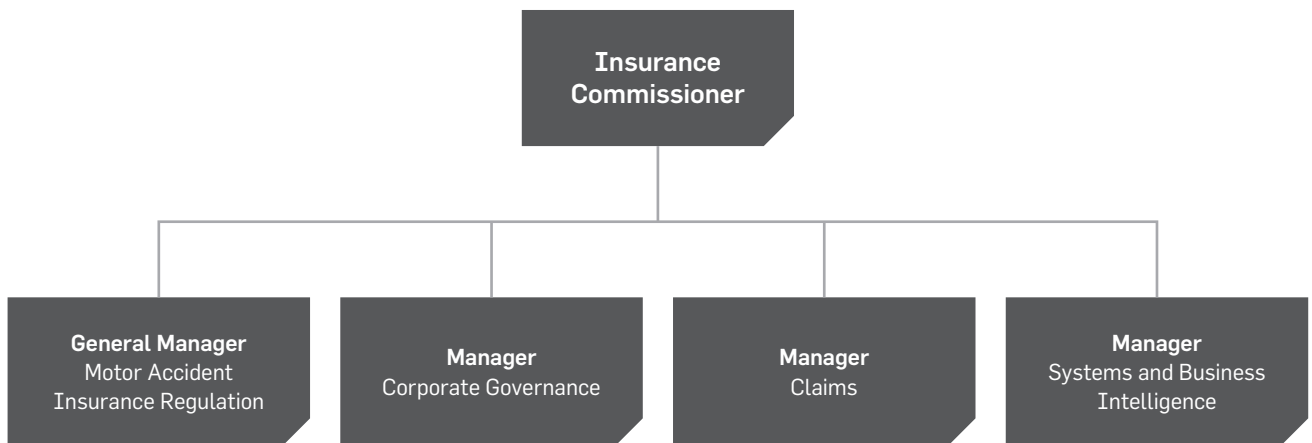 Insurance
Commissioner
General Manager
Motor Accident
Insurance Regulation
Manager
Corporate Governance
Manager
Claims
Manager
Systems and Business
Intelligence